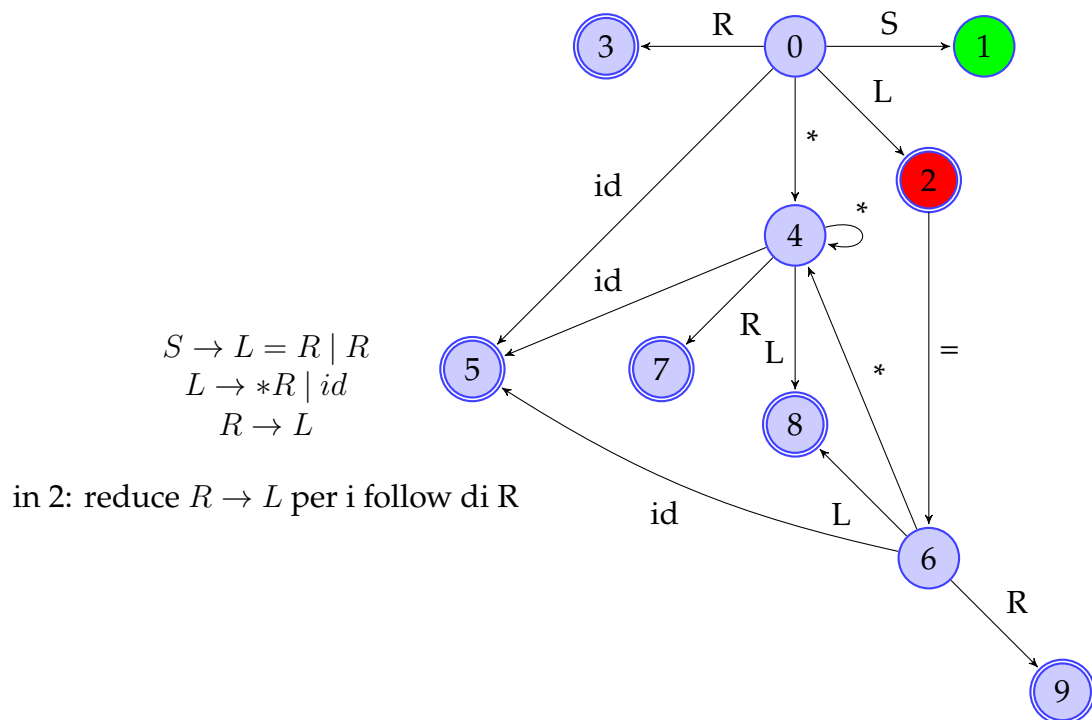 R
S
3
0
1
L
*
2
id
*
4
id
R
=
S → L = R | R
L
5
7
L → *R | id
*
R → L
8
in 2: reduce R → L per i follow di R
id
L
6
R
9